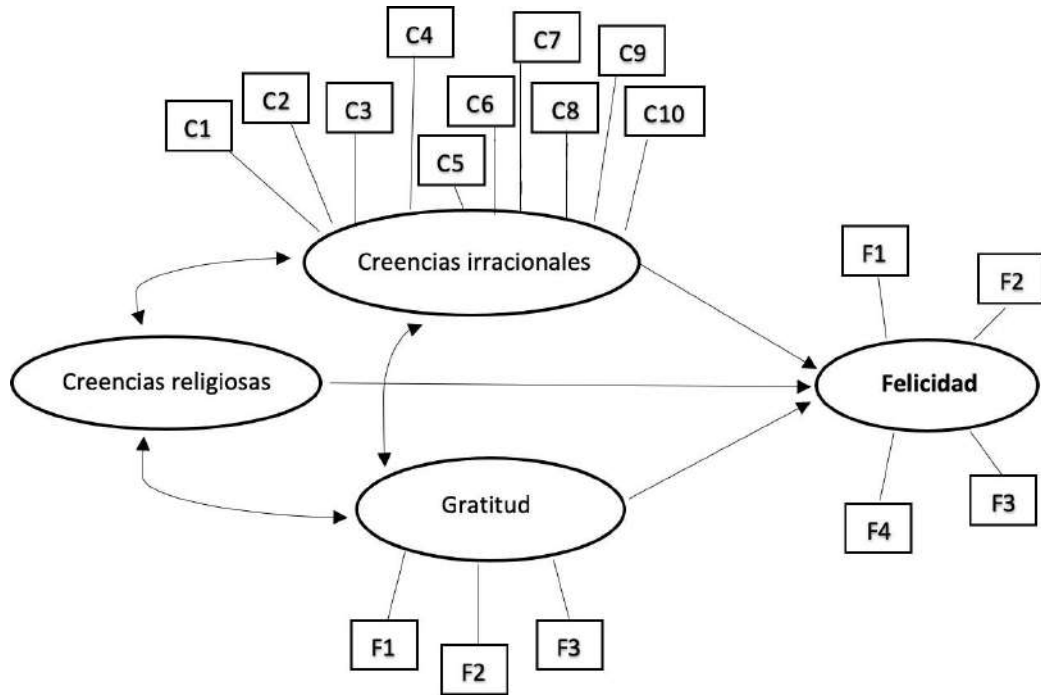 C4
C7
C9
C2
C6
C1
C3
C8
C10
C5
Creencias irracionales
F1
F2
Creencias religiosas
Felicidad
Gratitud
F4
F3
F1
F2
F3